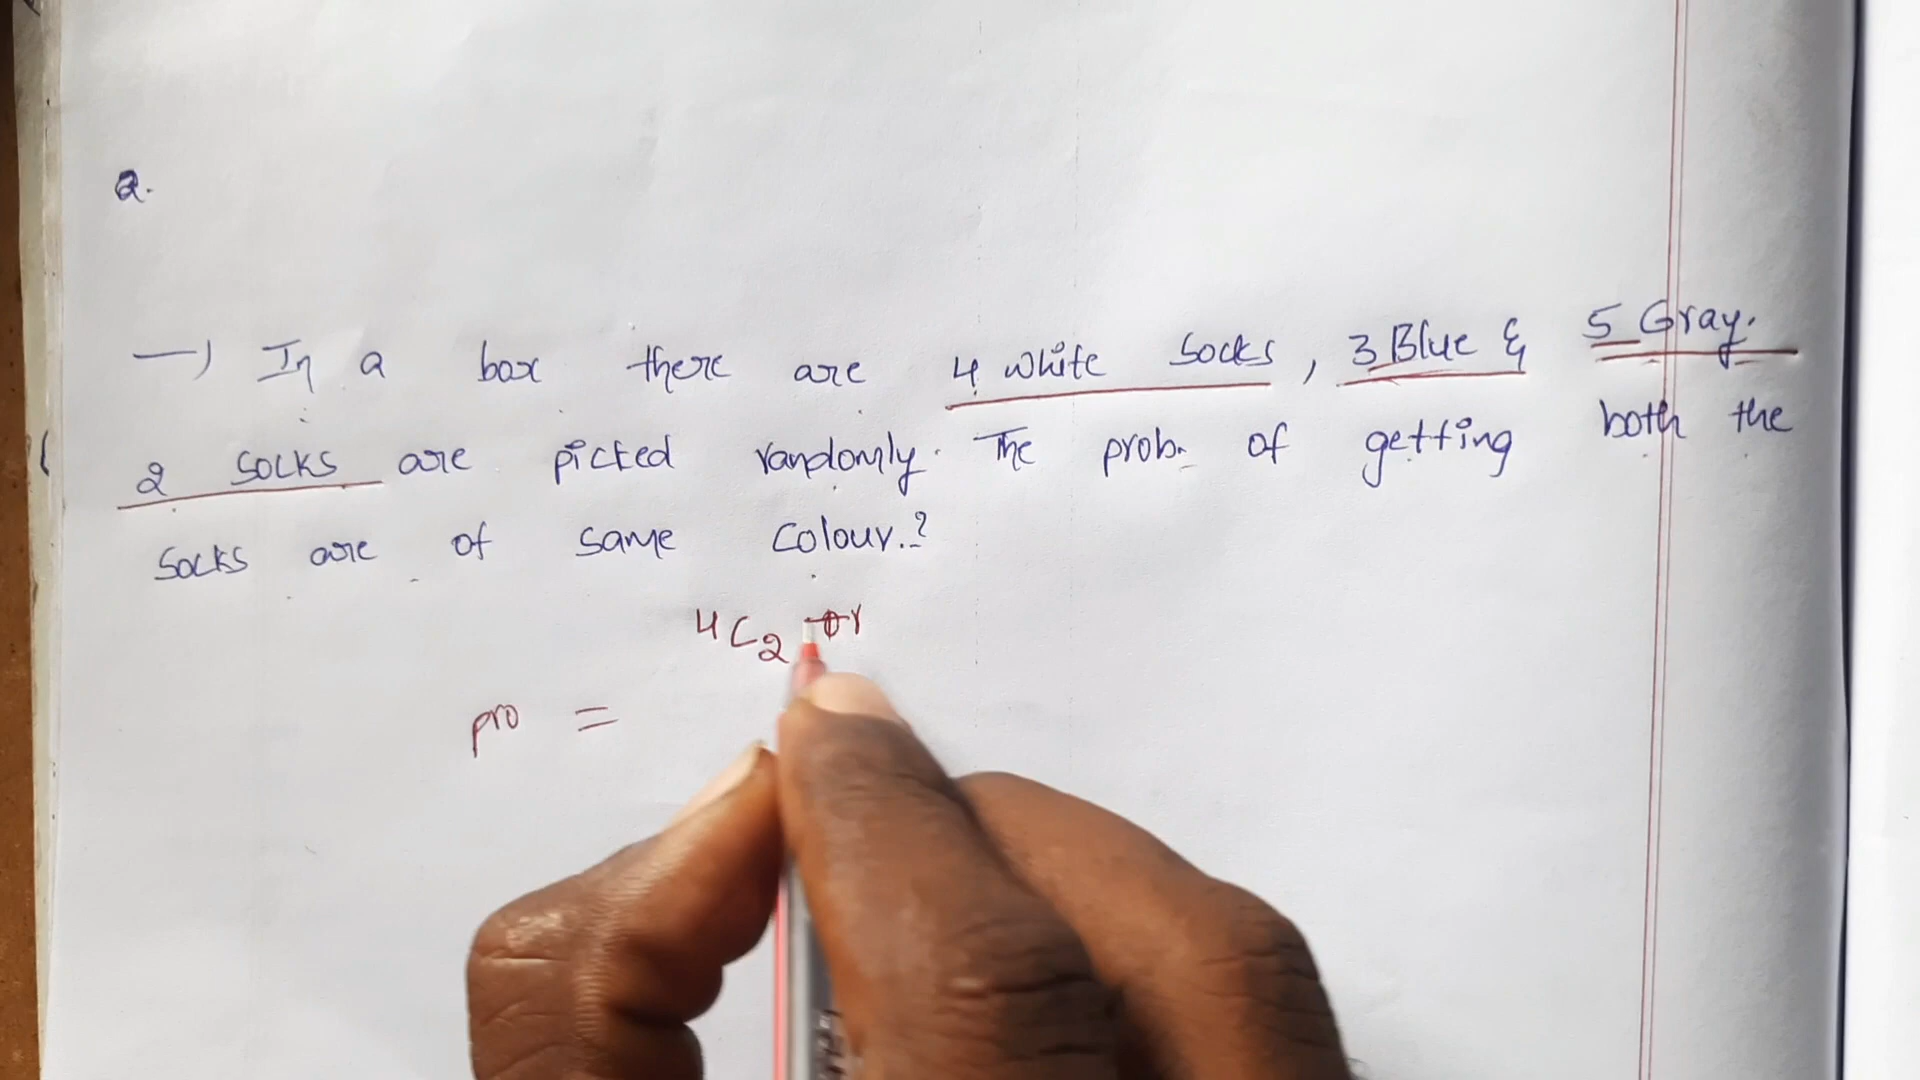 Q.
→ In a box there are 4 white Socks, 3 Blue & 5 Gray.
2 Socks are picked randomly. The prob. of getting both the
Socks are of same Colour.?
⁴C₂ or
pro =